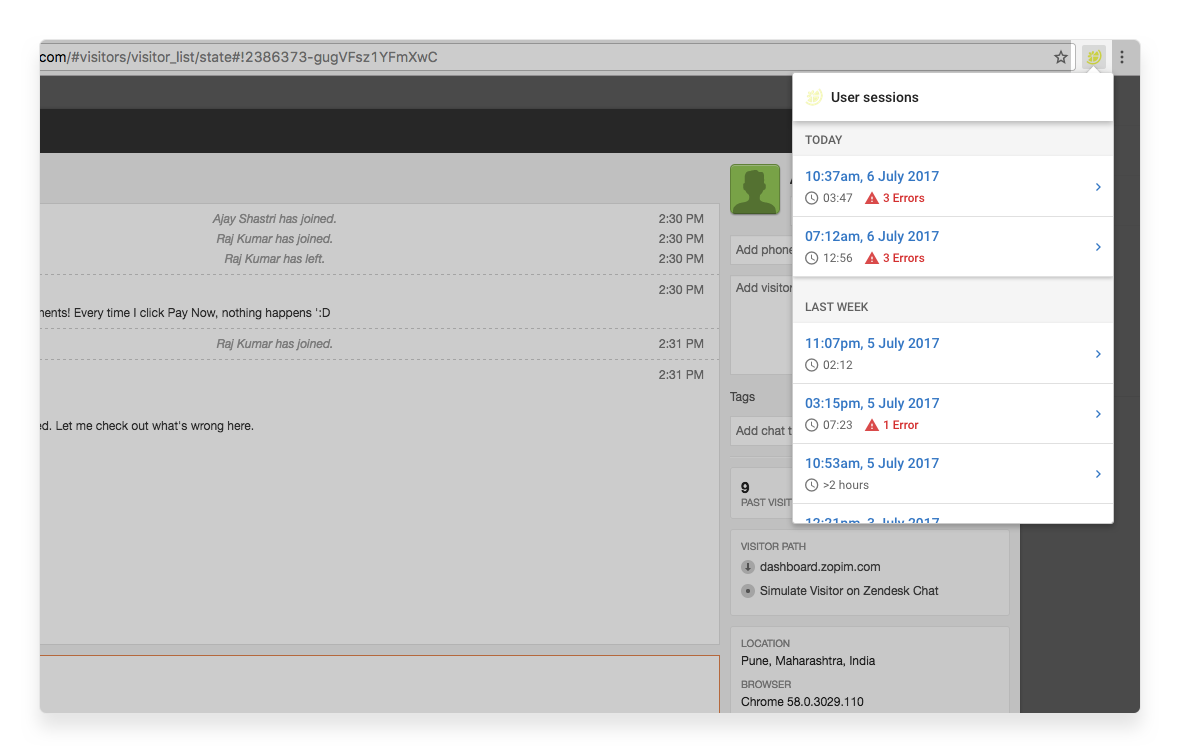 com/#visitors/visitor_list/state#!2386373-gugVFsz1YFmXwC
User sessions
TODAY
10:37am, 6 July 2017
03:47 3 Errors
07:12am, 6 July 2017
12:56 3 Errors
LAST WEEK
11:07pm, 5 July 2017
02:12
03:15pm, 5 July 2017
07:23 1 Error
10:53am, 5 July 2017
>2 hours
12:21pm, 3 July 2017
Ajay Shastri has joined. 2:30 PM
Raj Kumar has joined. 2:30 PM
Raj Kumar has left. 2:30 PM
2:30 PM
nents! Every time I click Pay Now, nothing happens ':D
Raj Kumar has joined. 2:31 PM
2:31 PM
ed. Let me check out what's wrong here.
Add phone
Add visitor
Tags
Add chat t
9
PAST VISIT
VISITOR PATH
dashboard.zopim.com
Simulate Visitor on Zendesk Chat
LOCATION
Pune, Maharashtra, India
BROWSER
Chrome 58.0.3029.110